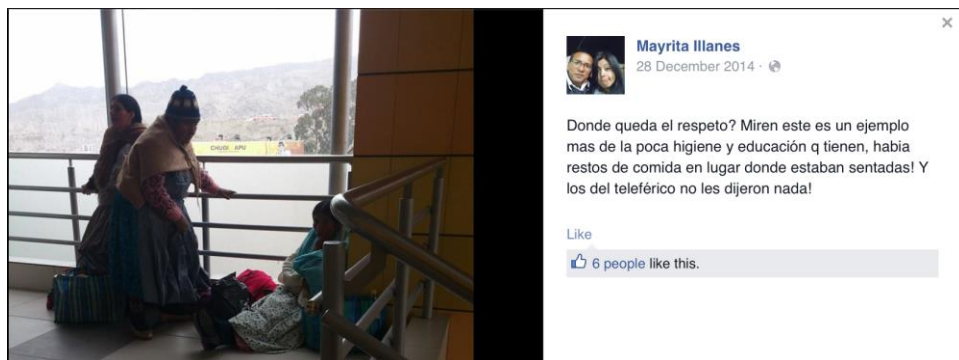 CHUQI APU
×
Mayrita Illanes
28 December 2014 ·
Donde queda el respeto? Miren este es un ejemplo
mas de la poca higiene y educación q tienen, habia
restos de comida en lugar donde estaban sentadas! Y
los del teleférico no les dijeron nada!
Like
6 people like this.